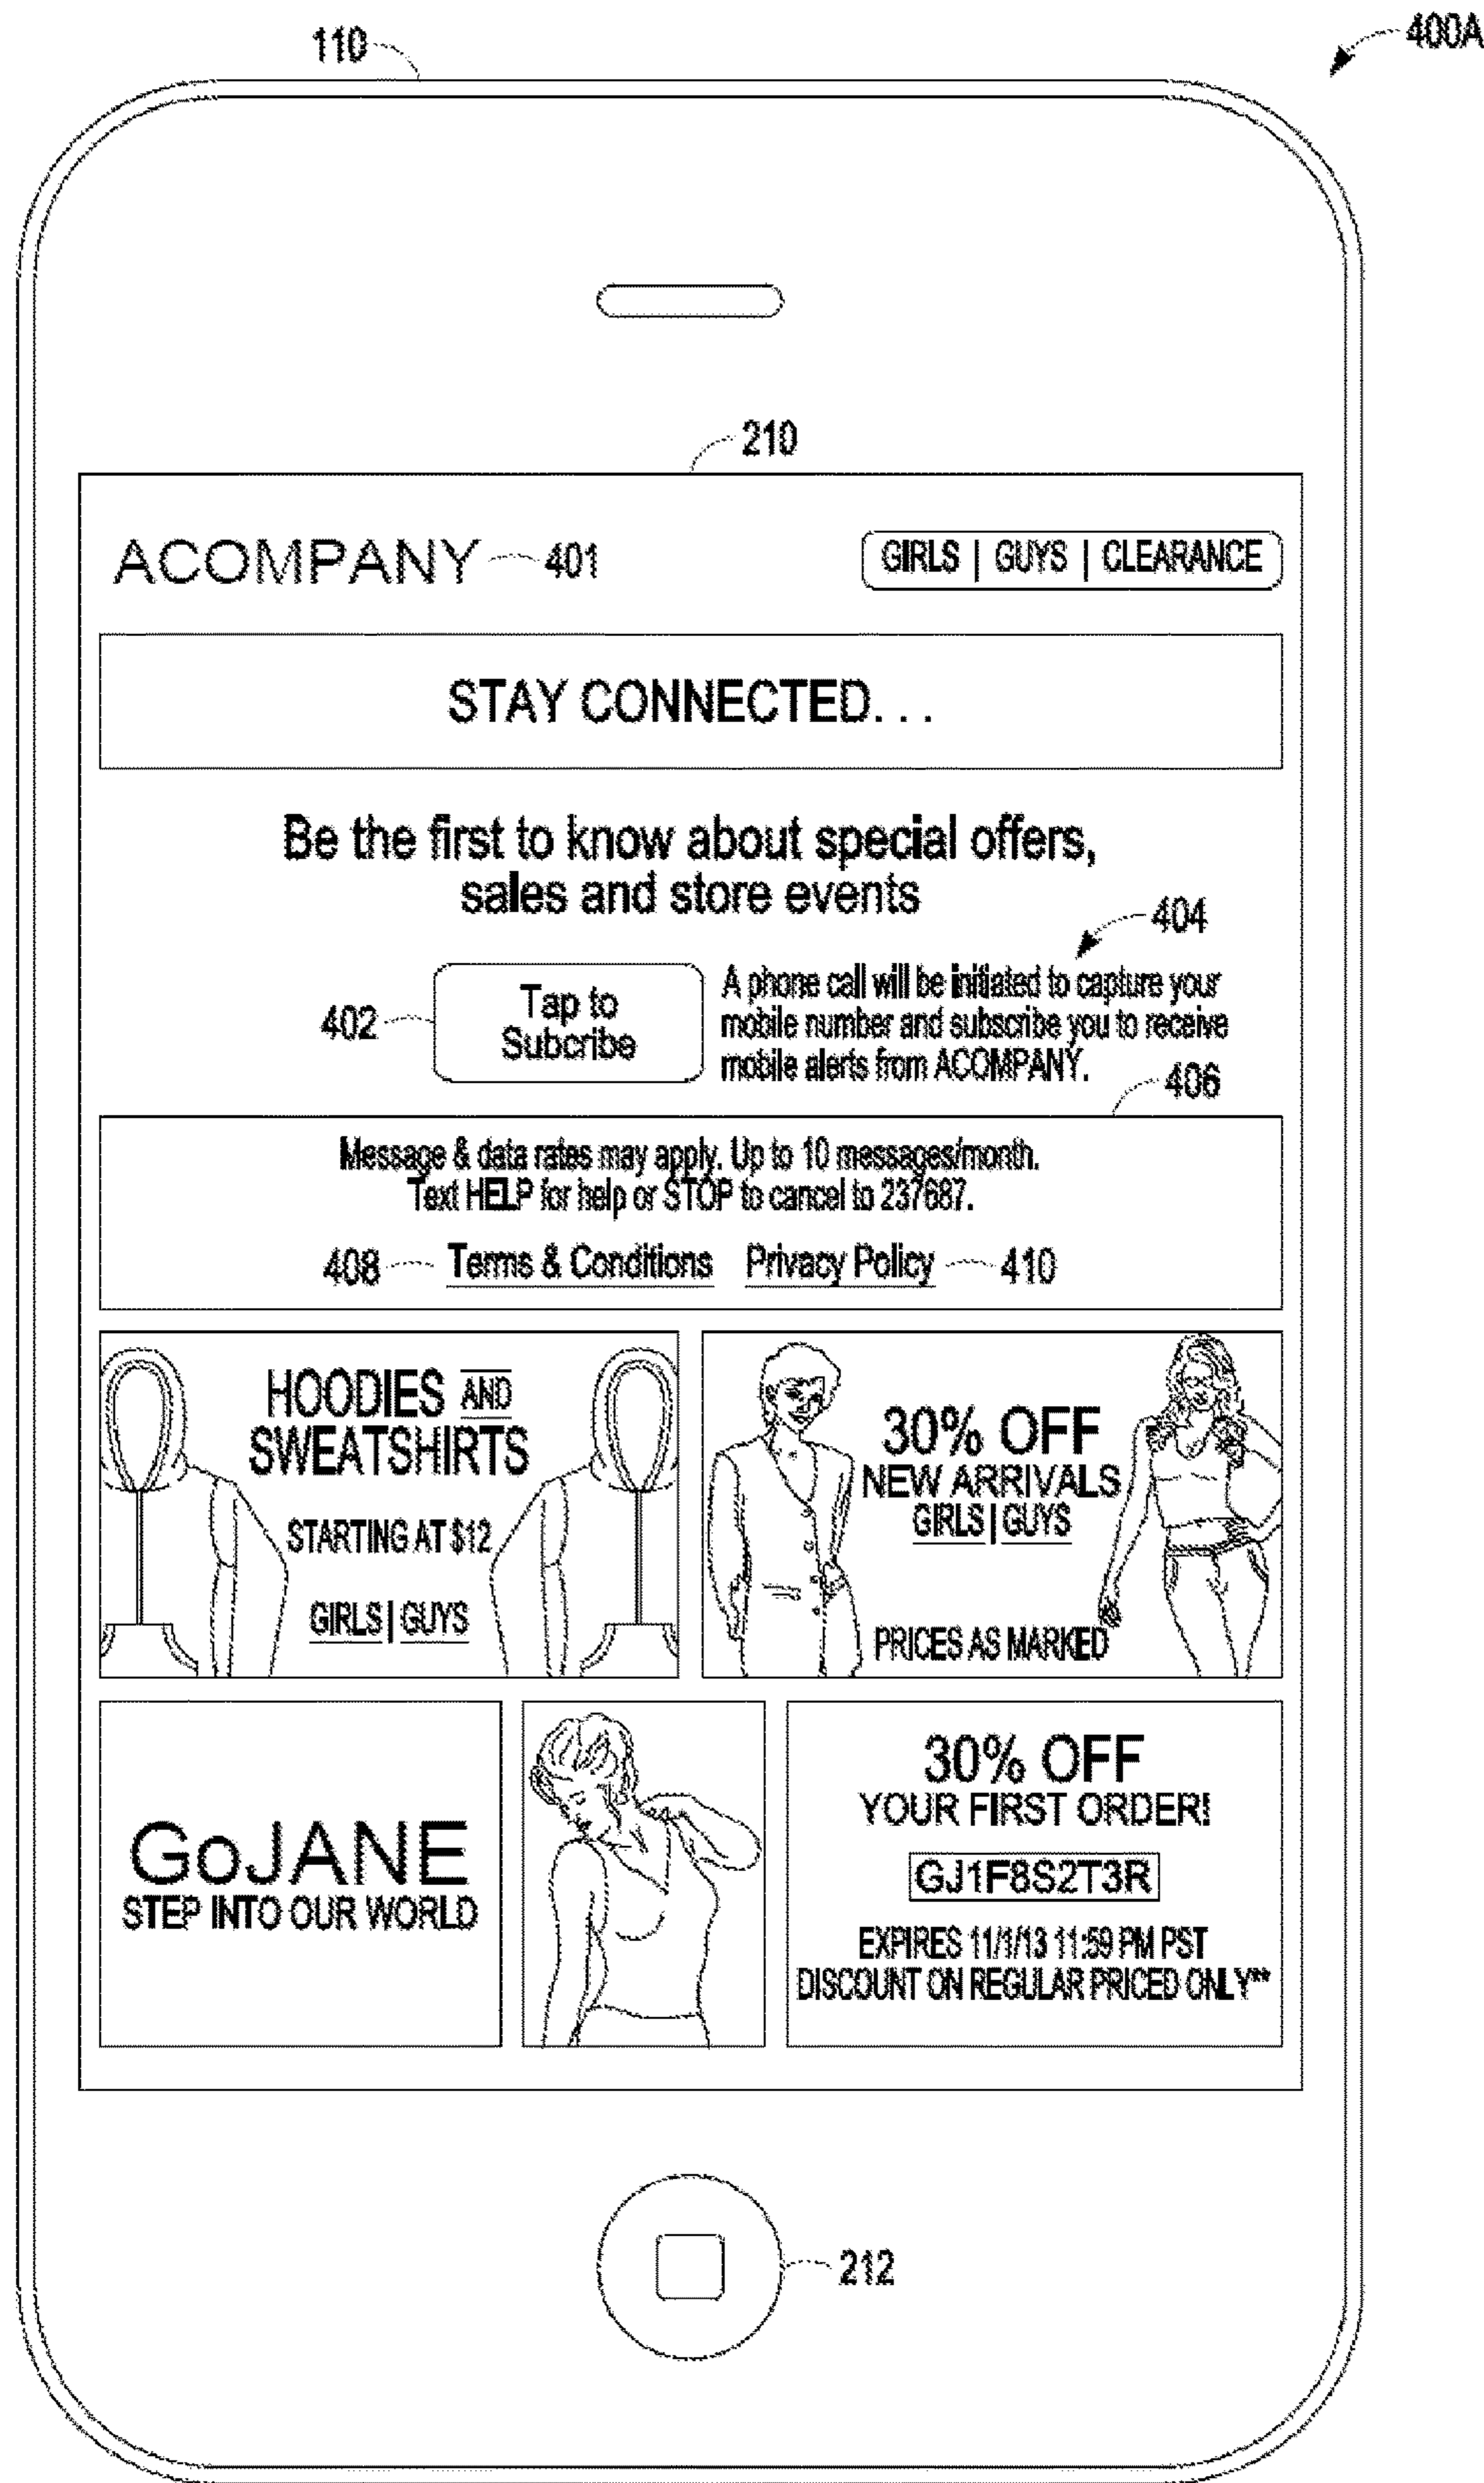 110
400A
210
ACOMPANY 401
GIRLS | GUYS | CLEARANCE
STAY CONNECTED. . .
Be the first to know about special offers,
sales and store events
404
402
Tap to
Subcribe
A phone call will be initiated to capture your
mobile number and subscribe you to receive
mobile alerts from ACOMPANY.
406
Message & data rates may apply. Up to 10 messages/month.
Text HELP for help or STOP to cancel to 237687.
408 Terms & Conditions Privacy Policy 410
HOODIES AND
SWEATSHIRTS
STARTING AT $12
GIRLS | GUYS
30% OFF
NEW ARRIVALS
GIRLS | GUYS
PRICES AS MARKED
GoJANE
STEP INTO OUR WORLD
30% OFF
YOUR FIRST ORDER!
GJ1F8S2T3R
EXPIRES 11/1/13 11:59 PM PST
DISCOUNT ON REGULAR PRICED ONLY**
212